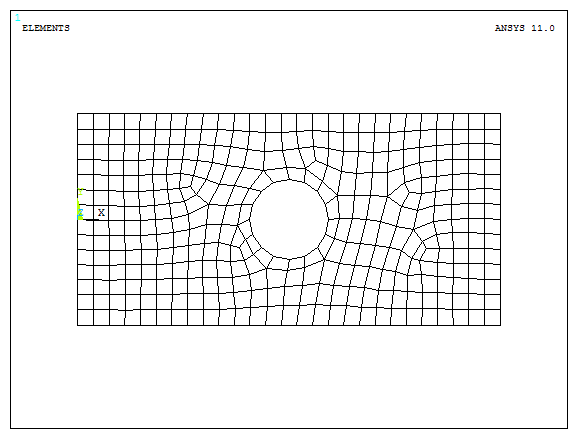 1
ELEMENTS
ANSYS 11.0
Y
Z X